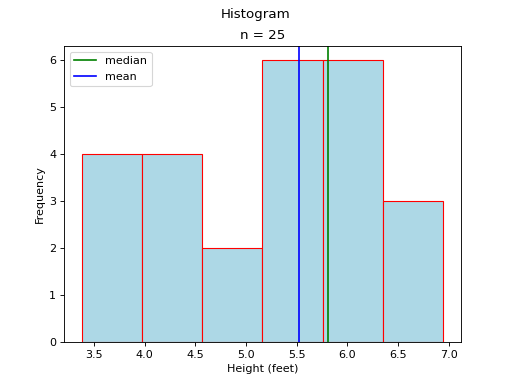 Histogram
n = 25
median
mean
6
5
4
3
2
1
0
Frequency
3.5 4.0 4.5 5.0 5.5 6.0 6.5 7.0
Height (feet)